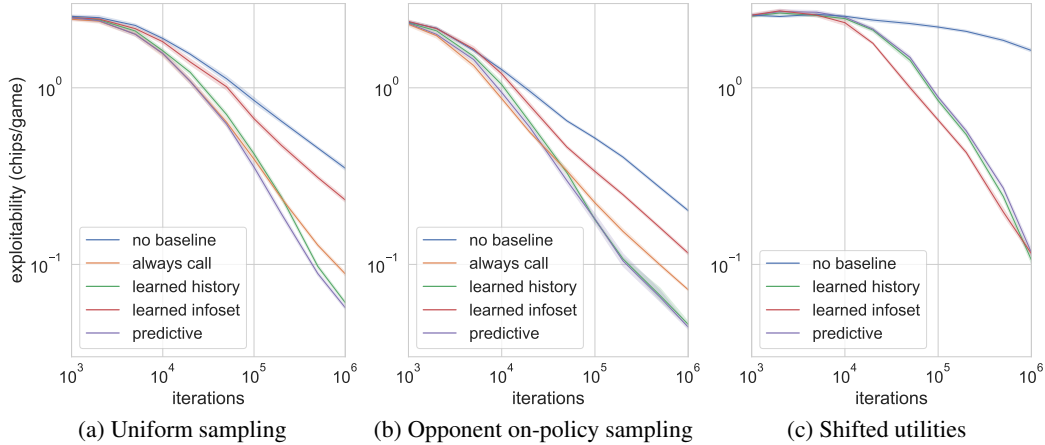 exploitability (chips/game)
10^0
10^-1
no baseline
always call
learned history
learned infoset
predictive
10^3 10^4 10^5 10^6
iterations
(a) Uniform sampling
10^0
10^-1
no baseline
always call
learned history
learned infoset
predictive
10^3 10^4 10^5 10^6
iterations
(b) Opponent on-policy sampling
10^0
10^-1
no baseline
learned history
learned infoset
predictive
10^3 10^4 10^5 10^6
iterations
(c) Shifted utilities